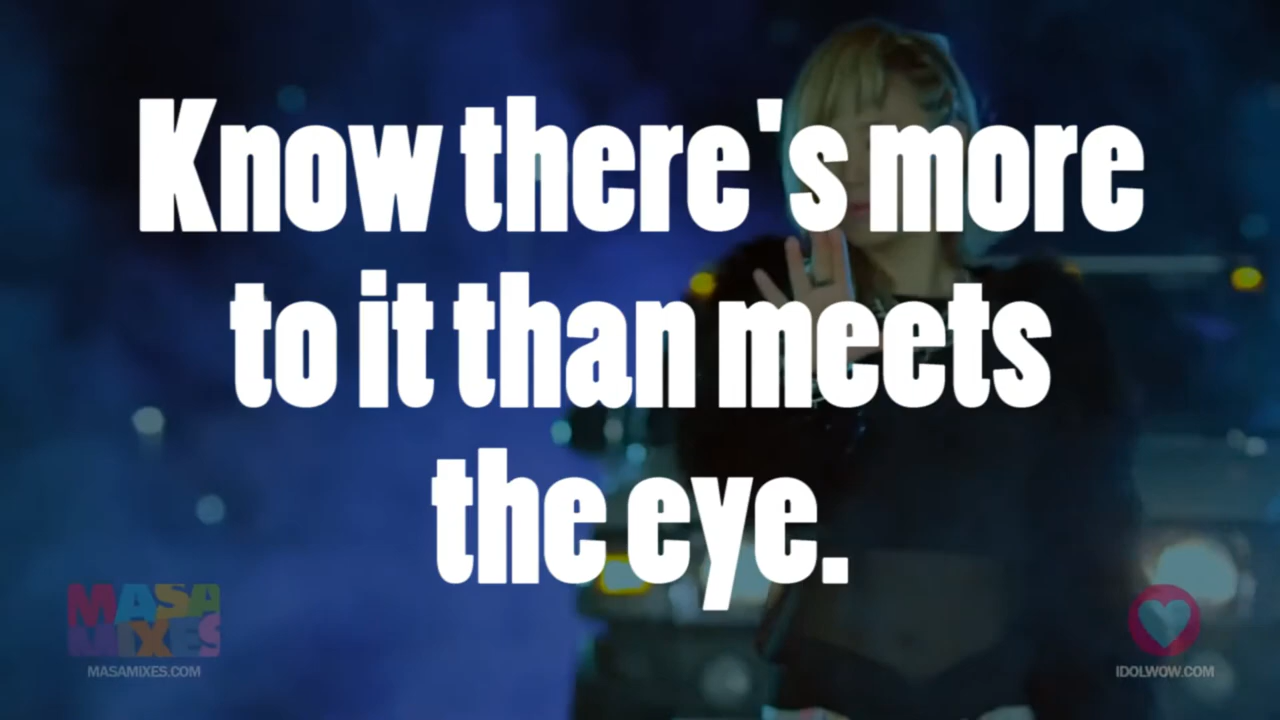 Know there's more
to it than meets
the eye.
MASA
MIXES
MASAMIXES.COM
IDOLWOW.COM